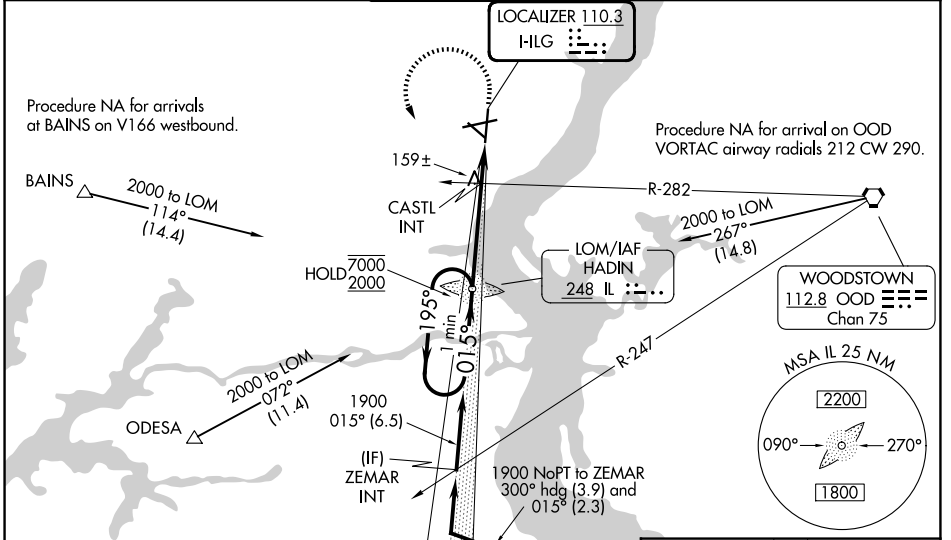 LOCALIZER 110.3
I-ILG
Procedure NA for arrivals
at BAINS on V166 westbound.
Procedure NA for arrival on OOD
VORTAC airway radials 212 CW 290.
159±
BAINS
2000 to LOM
114°
(14.4)
CASTL
INT
R-282
2000 to LOM
267°
(14.8)
HOLD 7000
2000
LOM/IAF
HADIN
248 IL
WOODSTOWN
112.8 OOD
Chan 75
195°
1 min
015°
R-247
MSA IL 25 NM
2200
090°
270°
1800
2000 to LOM
072°
(11.4)
ODESA
1900
015° (6.5)
(IF)
ZEMAR
INT
1900 NoPT to ZEMAR
300° hdg (3.9) and
015° (2.3)